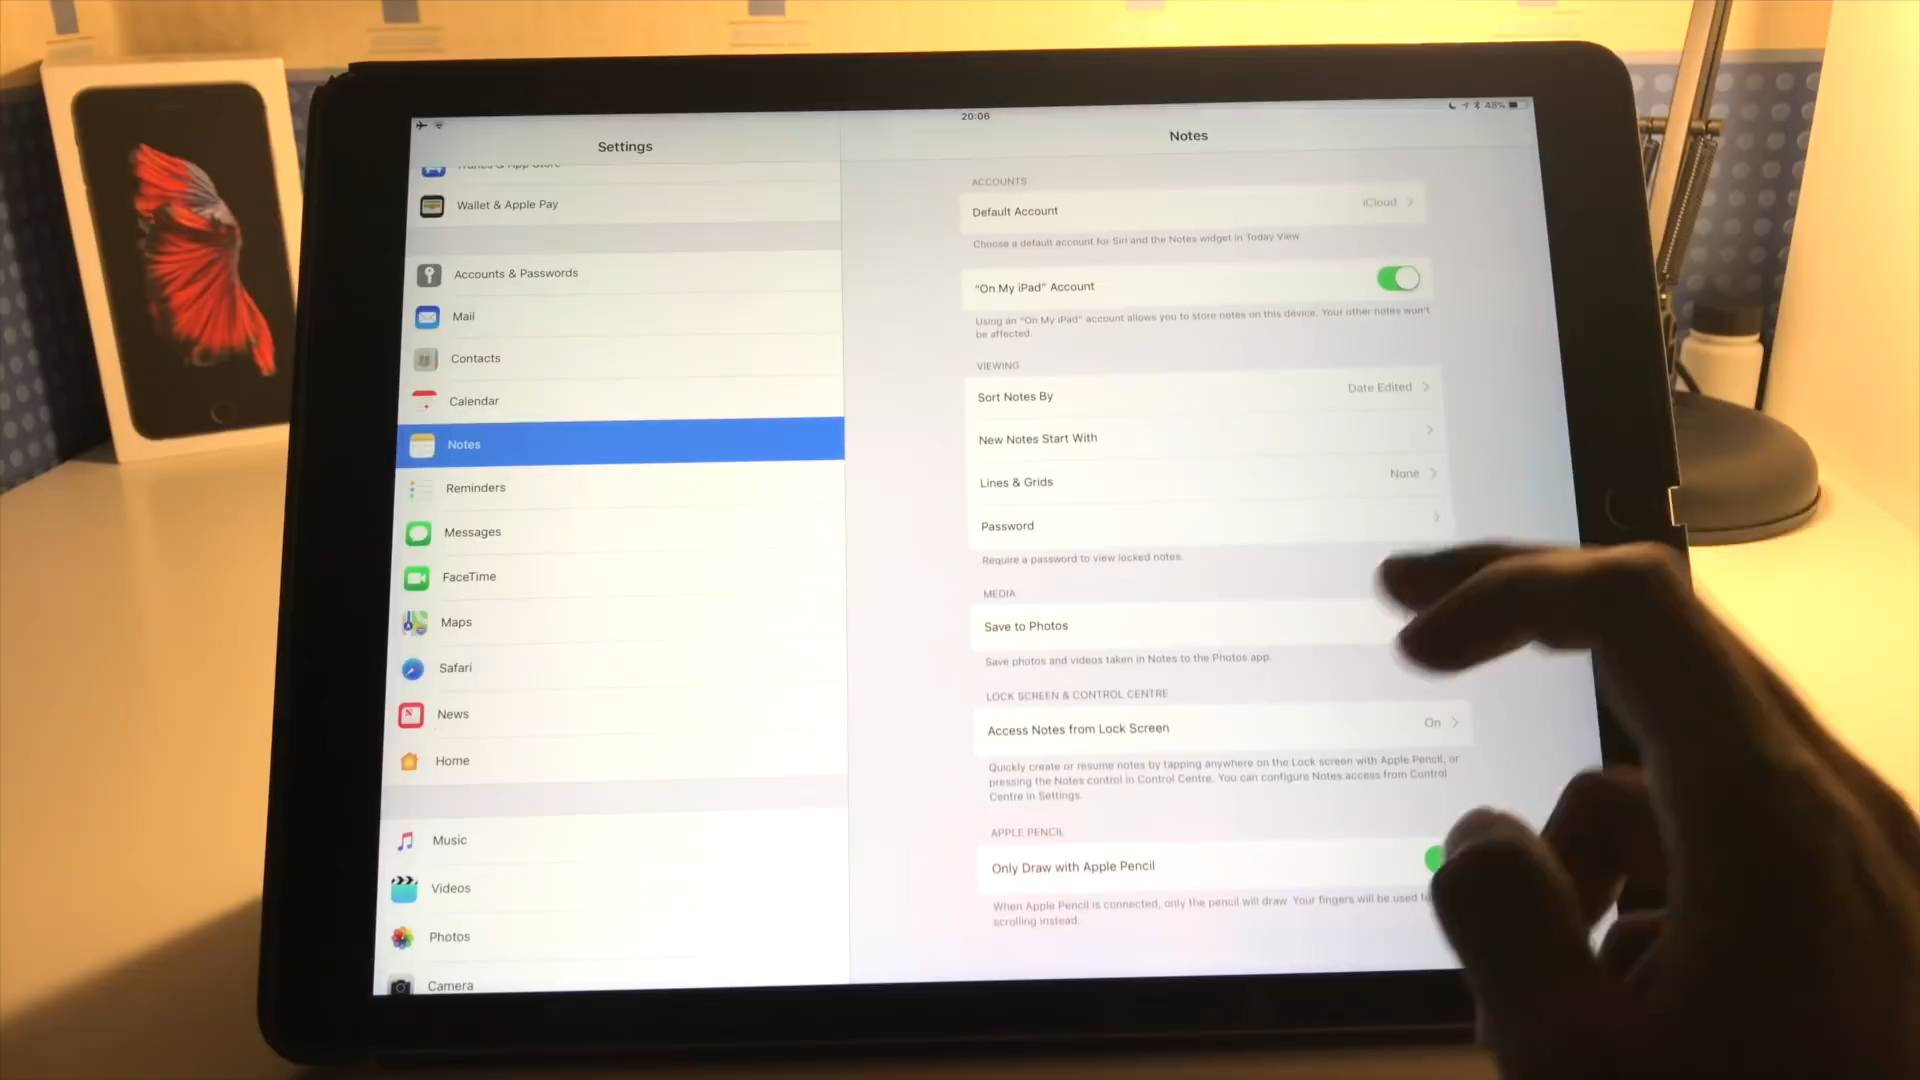 20:06
48%
Settings
iTunes & App Store
Wallet & Apple Pay
Accounts & Passwords
Mail
Contacts
Calendar
Notes
Reminders
Messages
FaceTime
Maps
Safari
News
Home
Music
Videos
Photos
Camera
Notes
ACCOUNTS
Default Account iCloud
Choose a default account for Siri and the Notes widget in Today View.
“On My iPad” Account
Using an “On My iPad” account allows you to store notes on this device. Your other notes won't
be affected.
VIEWING
Sort Notes By Date Edited
New Notes Start With
Lines & Grids None
Password
Require a password to view locked notes.
MEDIA
Save to Photos
Save photos and videos taken in Notes to the Photos app.
LOCK SCREEN & CONTROL CENTRE
Access Notes from Lock Screen On
Quickly create or resume notes by tapping anywhere on the Lock screen with Apple Pencil, or
pressing the Notes control in Control Centre. You can configure Notes access from Control
Centre in Settings.
APPLE PENCIL
Only Draw with Apple Pencil
When Apple Pencil is connected, only the pencil will draw. Your fingers will be used
scrolling instead.